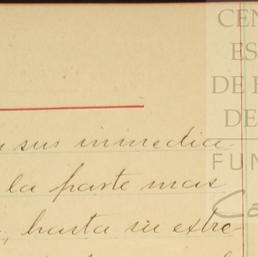 CEN
ES
DE
DE
FUN
sus inmedia-
la parte mas
, hasta su extre-